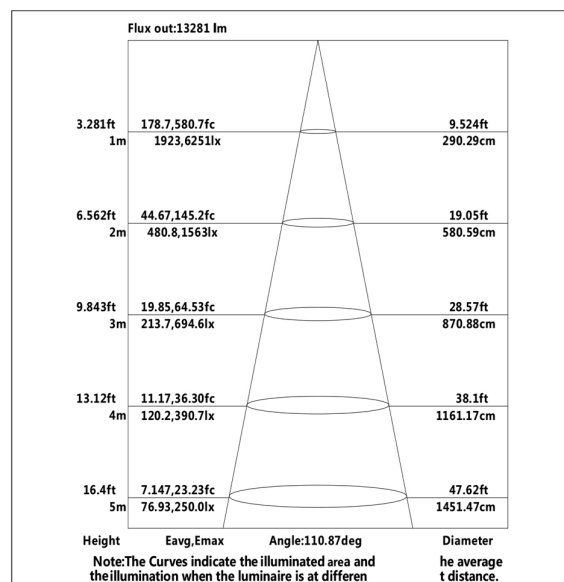 Flux out:13281 lm
3.281ft 178.7,580.7fc 9.524ft
1m 1923,6251lx 290.29cm
6.562ft 44.67,145.2fc 19.05ft
2m 480.8,1563lx 580.59cm
9.843ft 19.85,64.53fc 28.57ft
3m 213.7,694.6lx 870.88cm
13.12ft 11.17,36.30fc 38.1ft
4m 120.2,390.7lx 1161.17cm
16.4ft 7.147,23.23fc 47.62ft
5m 76.93,250.0lx 1451.47cm
Height Eavg,Emax Angle:110.87deg Diameter
Note:The Curves indicate the illuminated area and he average
the illumination when the luminaire is at differen t distance.